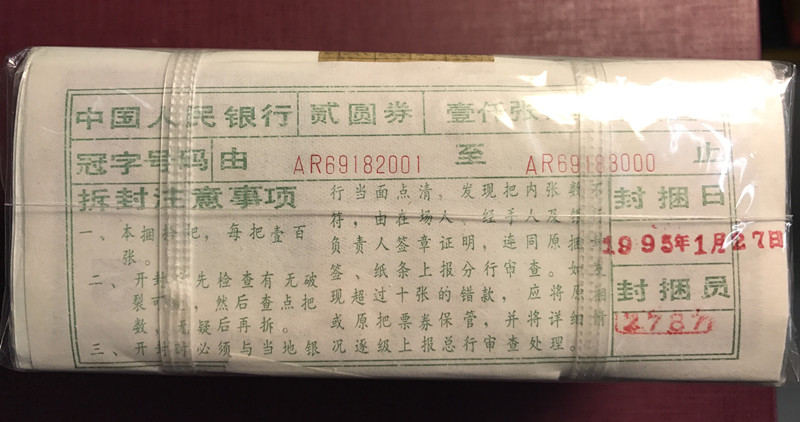 中国人民银行 贰圆券 壹仟张
冠字号码由 AR69182001 至 AR69183000 止
拆封注意事项
一、本捆拾把，每把壹百
张。
二、开封时先检查有无破
裂可，然后查点把
数，无疑后再拆。
三、开封时必须与当地银
行当面点清，发现把内张数不
符，由在场人、经手人及
负责人签章证明，连同原捆封
签、纸条上报分行审查。如发
现超过十张的错款，应将原捆
或原把票券保管，并将详细情
况逐级上报总行审查处理。
封捆日
1995年1月27日
封捆员
2787